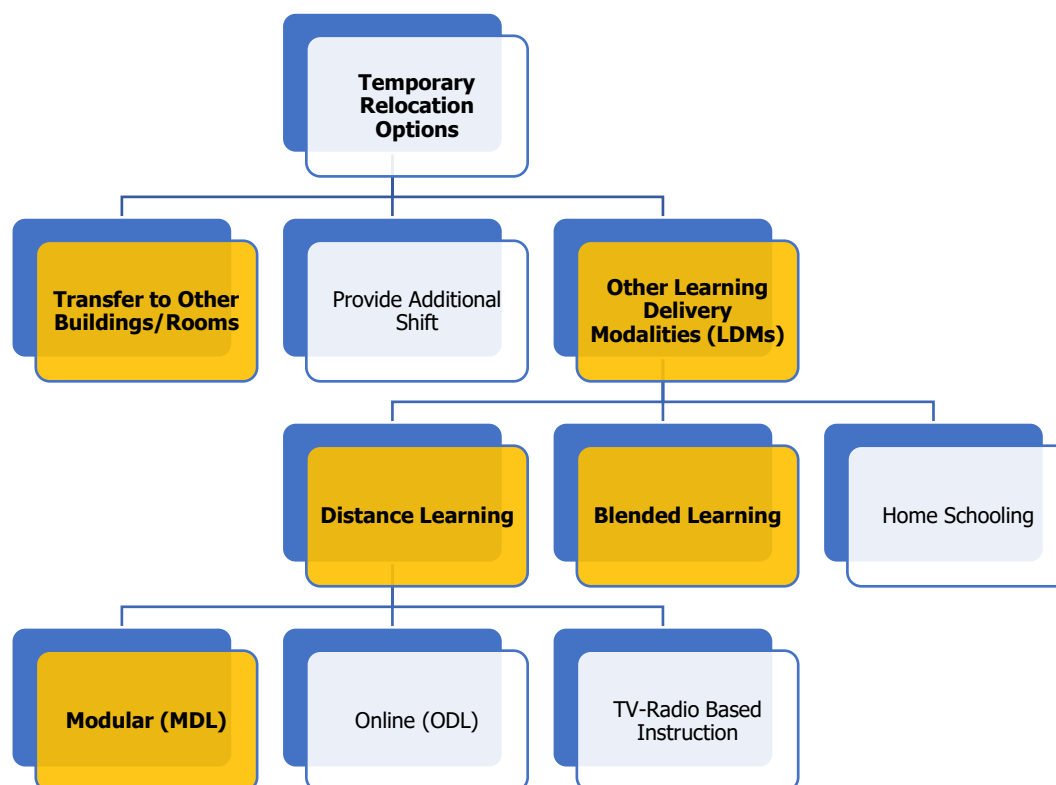 Temporary
Relocation
Options
Transfer to Other
Buildings/Rooms
Provide Additional
Shift
Other Learning
Delivery
Modalities (LDMs)
Distance Learning
Blended Learning
Home Schooling
Modular (MDL)
Online (ODL)
TV-Radio Based
Instruction